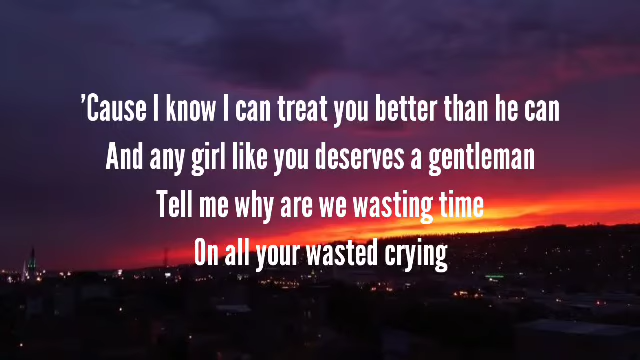 'Cause I know I can treat you better than he can
And any girl like you deserves a gentleman
Tell me why are we wasting time
On all your wasted crying